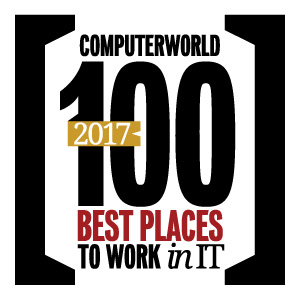 COMPUTERWORLD
100
2017
BEST PLACES
TO WORK in IT